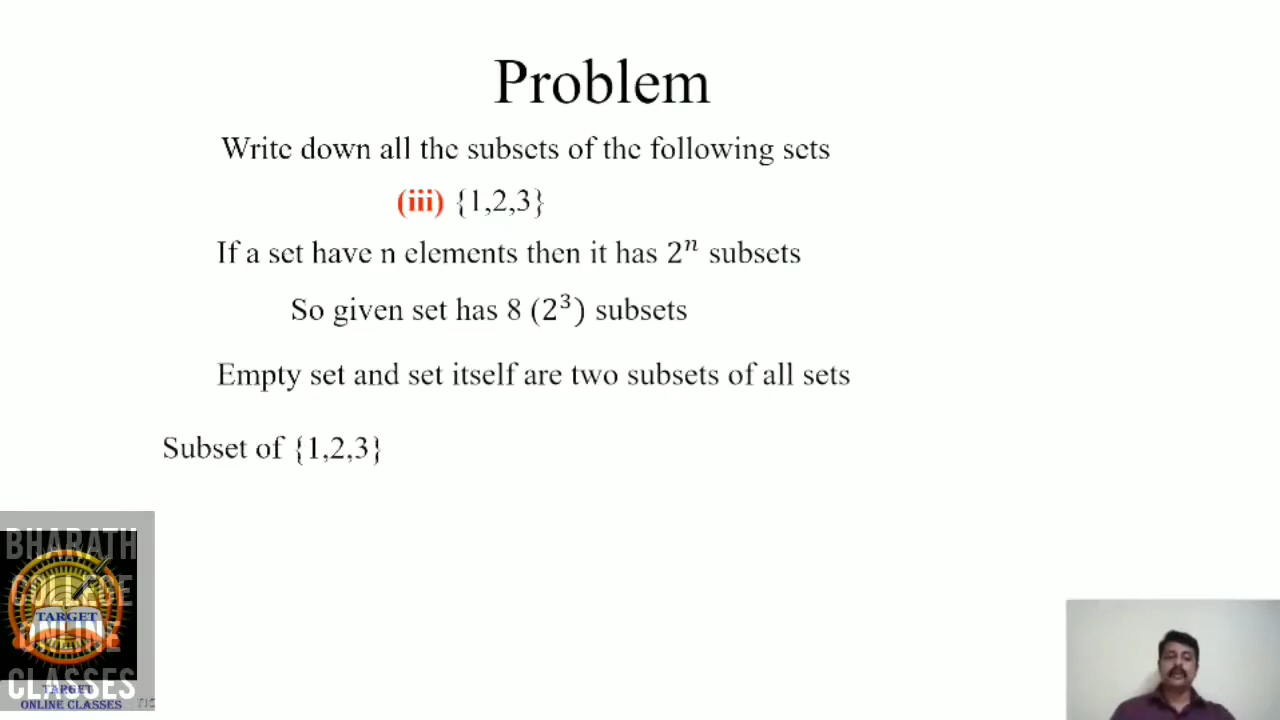 Problem
Write down all the subsets of the following sets
(iii) {1,2,3}
If a set have n elements then it has 2ⁿ subsets
So given set has 8 (2³) subsets
Empty set and set itself are two subsets of all sets
Subset of {1,2,3}
BHARATH
COLLEGE
TARGET
ONLINE
CLASSES
TARGET
ONLINE CLASSES